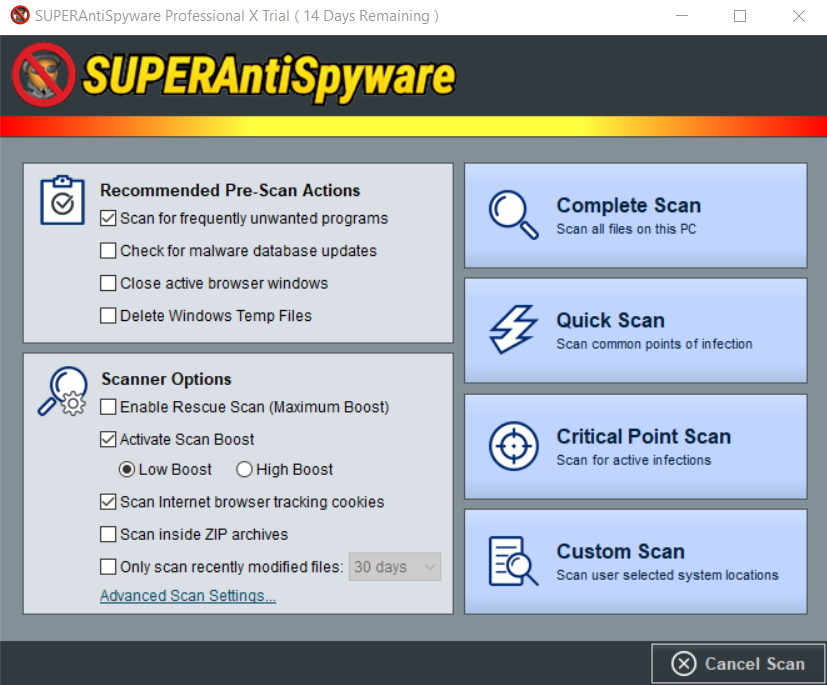 SUPERAntiSpyware Professional X Trial ( 14 Days Remaining )
SUPERAntiSpyware
Recommended Pre-Scan Actions
Scan for frequently unwanted programs
Check for malware database updates
Close active browser windows
Delete Windows Temp Files
Scanner Options
Enable Rescue Scan (Maximum Boost)
Activate Scan Boost
Low Boost High Boost
Scan Internet browser tracking cookies
Scan inside ZIP archives
Only scan recently modified files: 30 days
Advanced Scan Settings...
Complete Scan
Scan all files on this PC
Quick Scan
Scan common points of infection
Critical Point Scan
Scan for active infections
Custom Scan
Scan user selected system locations
Cancel Scan